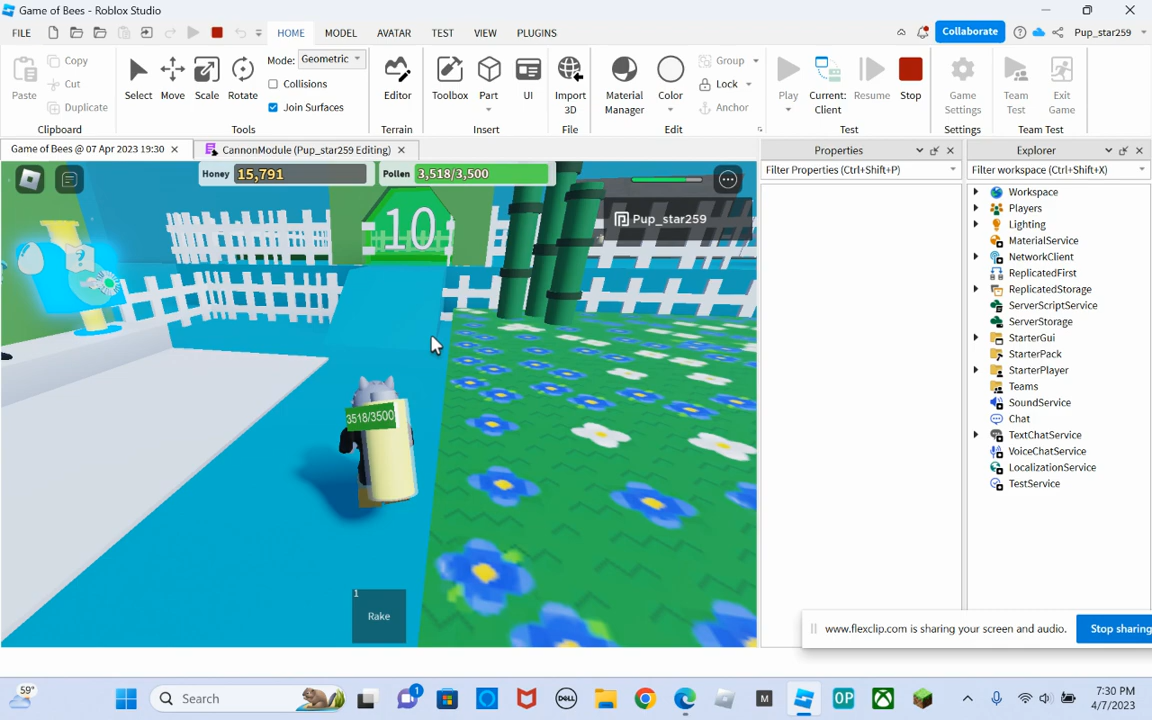 Game of Bees - Roblox Studio
FILE HOME MODEL AVATAR TEST VIEW PLUGINS Collaborate Pup_star259
Paste Copy Cut Duplicate Select Move Scale Rotate Mode: Geometric Collisions Join Surfaces Editor Toolbox Part UI Import 3D Material Manager Color Group Lock Anchor Play Current: Client Resume Stop Game Settings Team Test Exit Game
Clipboard Tools Terrain Insert File Edit Test Settings Team Test
Game of Bees @ 07 Apr 2023 19:30 CannonModule (Pup_star259 Editing) Properties Explorer
Honey 15,791 Pollen 3,518/3,500
Filter Properties (Ctrl+Shift+P) Filter workspace (Ctrl+Shift+X)
Pup_star259
10
?
3518/3500
1
Rake
Workspace
Players
Lighting
MaterialService
NetworkClient
ReplicatedFirst
ReplicatedStorage
ServerScriptService
ServerStorage
StarterGui
StarterPack
StarterPlayer
Teams
SoundService
Chat
TextChatService
VoiceChatService
LocalizationService
TestService
www.flexclip.com is sharing your screen and audio. Stop sharing
59°
Search
1
DELL
M
OP
7:30 PM
4/7/2023